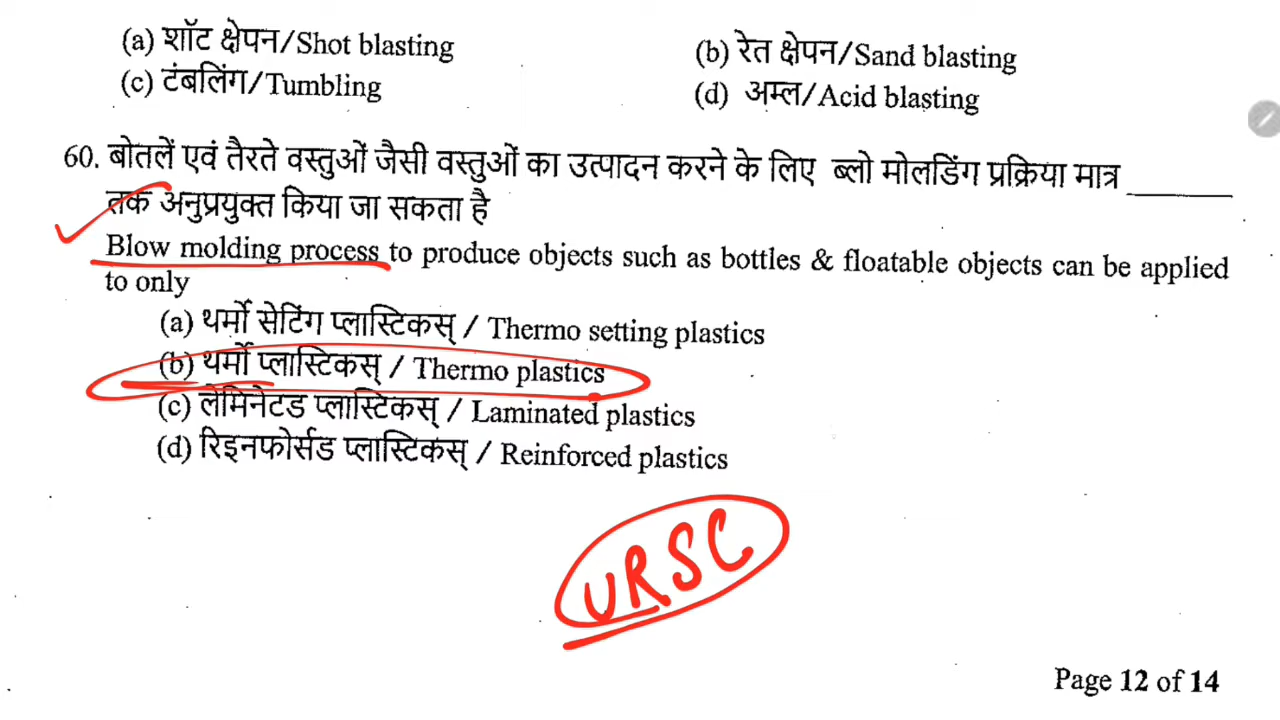 (a) शॉट क्षेपन/Shot blasting
(b) रेत क्षेपन/Sand blasting
(c) टंबलिंग/Tumbling
(d) अम्ल/Acid blasting
60. बोतलें एवं तैरते वस्तुओं जैसी वस्तुओं का उत्पादन करने के लिए ब्लो मोलडिंग प्रक्रिया मात्र ________
तक अनुप्रयुक्त किया जा सकता है
Blow molding process to produce objects such as bottles & floatable objects can be applied
to only
(a) थर्मो सेटिंग प्लास्टिकस् / Thermo setting plastics
(b) थर्मो प्लास्टिकस् / Thermo plastics
(c) लेमिनेटड प्लास्टिकस् / Laminated plastics
(d) रिइनफोर्सड प्लास्टिकस् / Reinforced plastics
URSC
Page 12 of 14